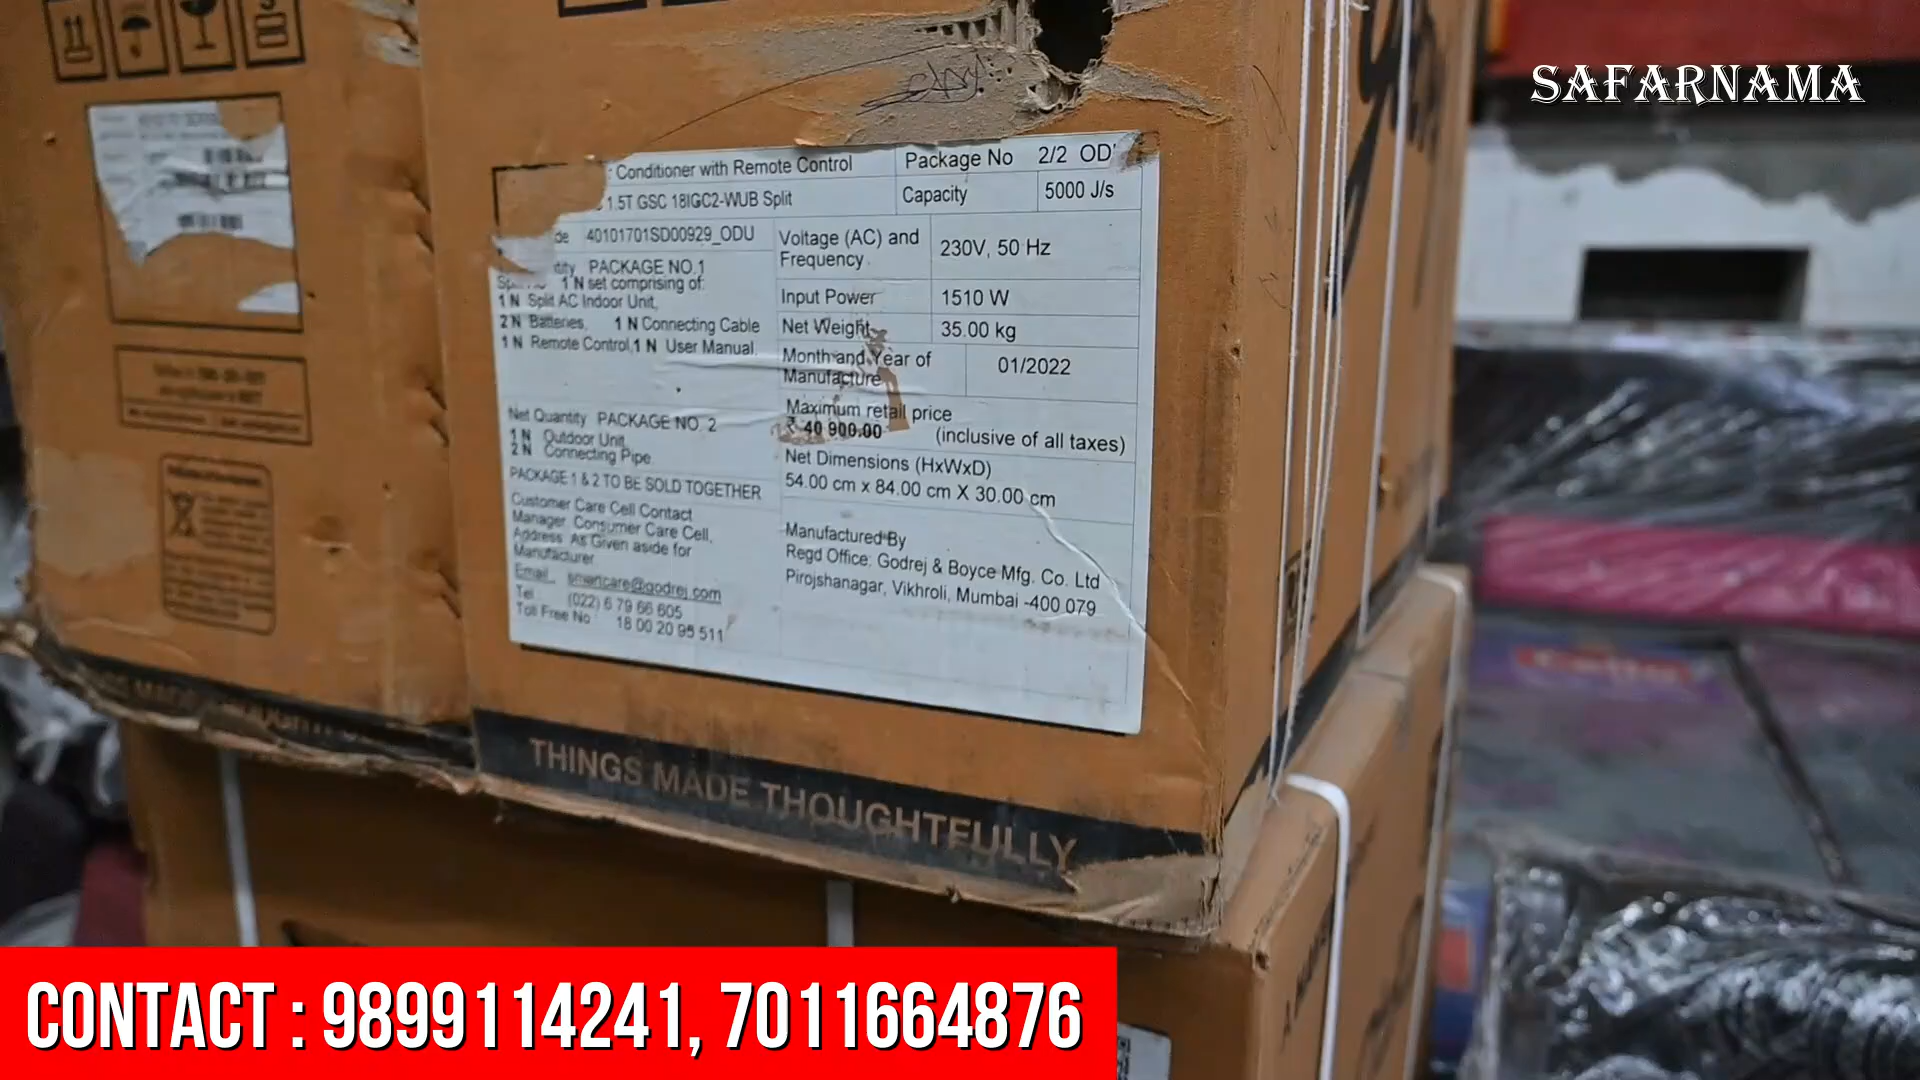 SAFARNAMA
: Conditioner with Remote Control
Package No 2/2 OD
1.5T GSC 18IGC2-WUB Split
Capacity 5000 J/s
de 40101701SD00929_ODU
Voltage (AC) and
Frequency
230V, 50 Hz
tity PACKAGE NO.1
1 N set comprising of:
1 N Split AC Indoor Unit,
Input Power 1510 W
2 N Batteries, 1 N Connecting Cable
Net Weight 35.00 kg
1 N Remote Control,1 N User Manual.
Month and Year of
Manufacture
01/2022
Maximum retail price
₹ 40 900.00 (inclusive of all taxes)
Net Quantity PACKAGE NO. 2
1 N Outdoor Unit,
2 N Connecting Pipe
Net Dimensions (HxWxD)
54.00 cm x 84.00 cm X 30.00 cm
PACKAGE 1 & 2 TO BE SOLD TOGETHER
Customer Care Cell Contact
Manager, Consumer Care Cell,
Address As Given aside for
Manufacturer
Email smartcare@godrej.com
Tel (022) 6 79 66 605
Toll Free No 18 00 20 95 511
Manufactured By
Regd Office: Godrej & Boyce Mfg. Co. Ltd
Pirojshanagar, Vikhroli, Mumbai -400 079
THINGS MADE THOUGHTFULLY
CONTACT : 9899114241, 7011664876